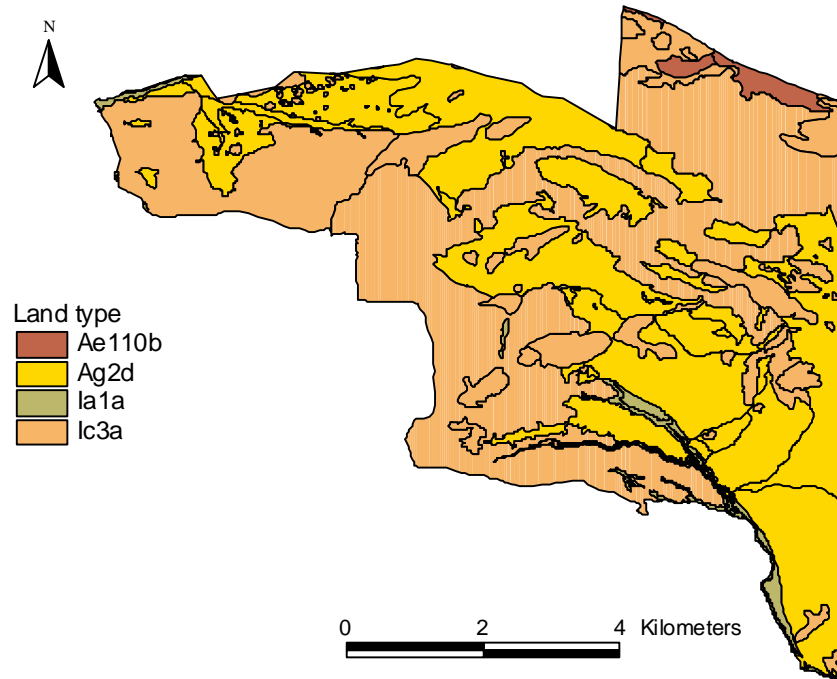 N
Land type
Ae110b
Ag2d
Ia1a
Ic3a
0 2 4 Kilometers